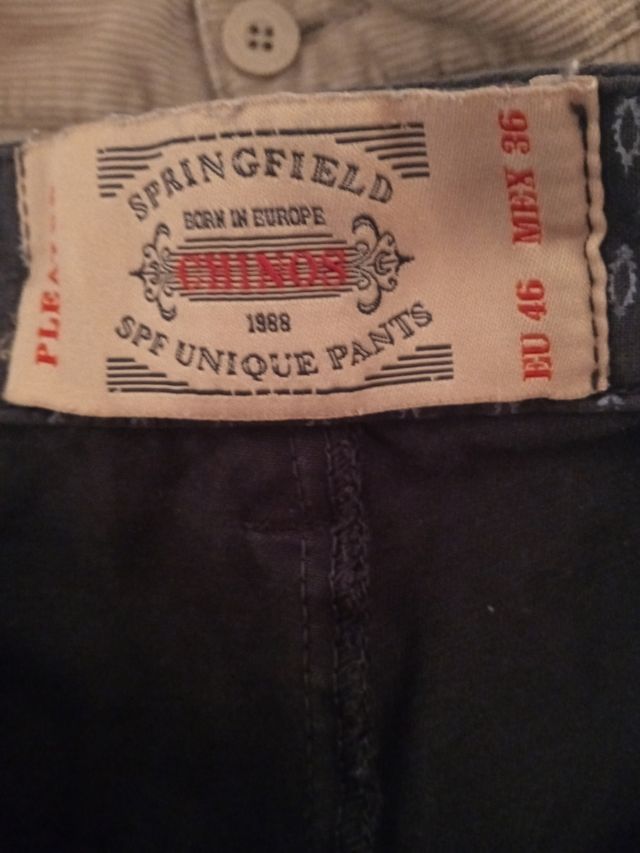 SPRINGFIELD
BORN IN EUROPE
CHINOS
1988
SPF UNIQUE PANTS
EU 46 MEX 36